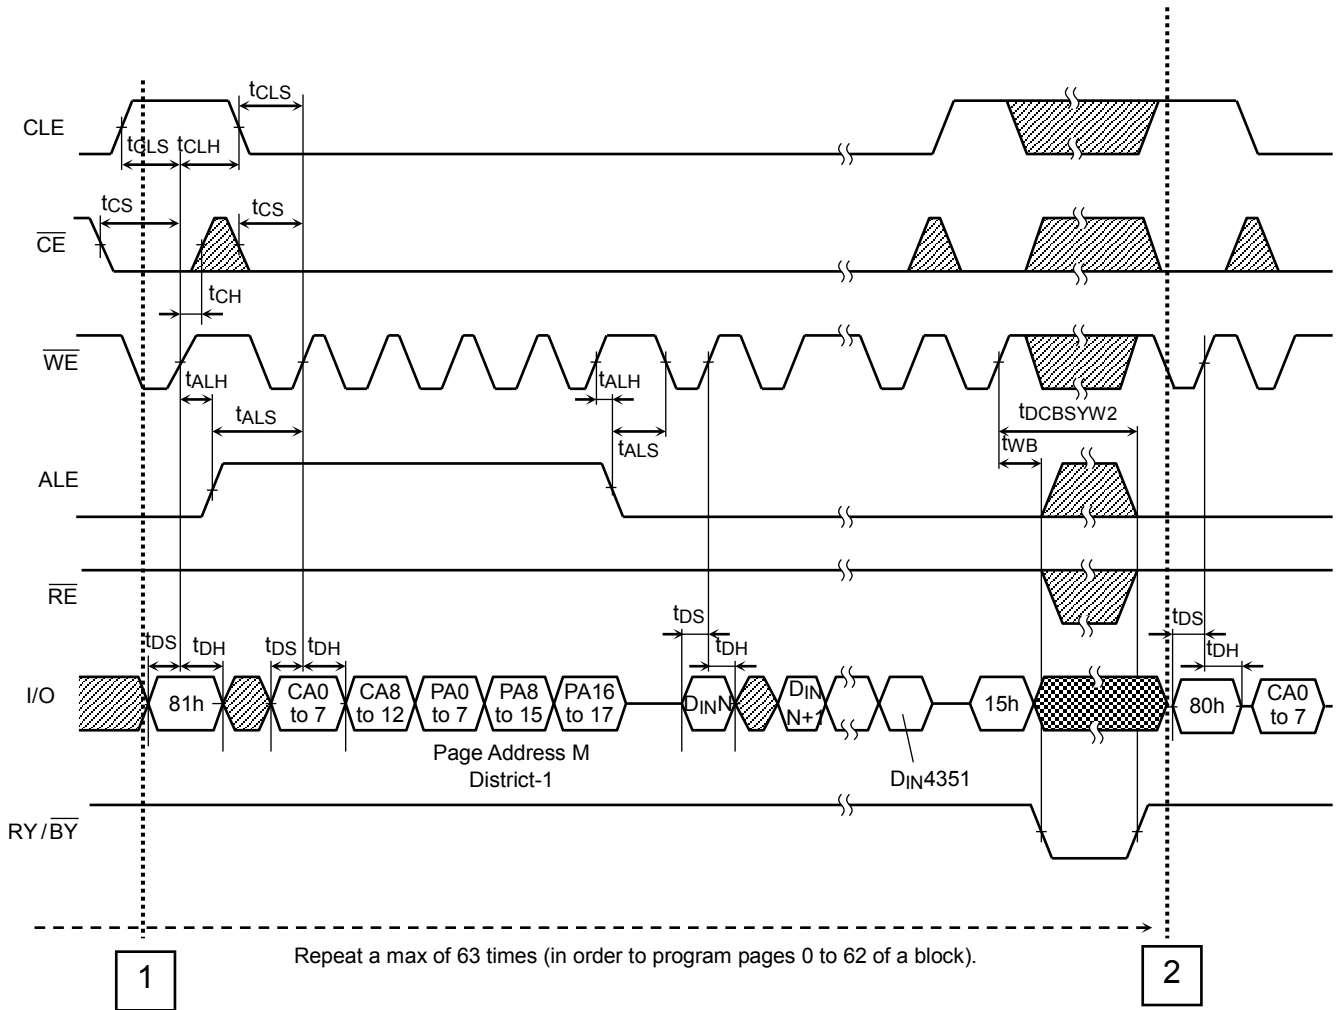 tCLS
CLE
tCLS tCLH
tCS
tCS
CE
tCH
WE
tALH
tALH
tDCBSYW2
tALS
tALS
tWB
ALE
RE
tDS
tDS
tDS
tDH
tDS
tDH
tDH
tDH
I/O
81h
CA0
to 7
CA8
to 12
PA0
to 7
PA8
to 15
PA16
to 17
DINN
DIN
N+1
15h
80h
CA0
to 7
Page Address M
District-1
DIN4351
RY/BY
Repeat a max of 63 times (in order to program pages 0 to 62 of a block).
1
2